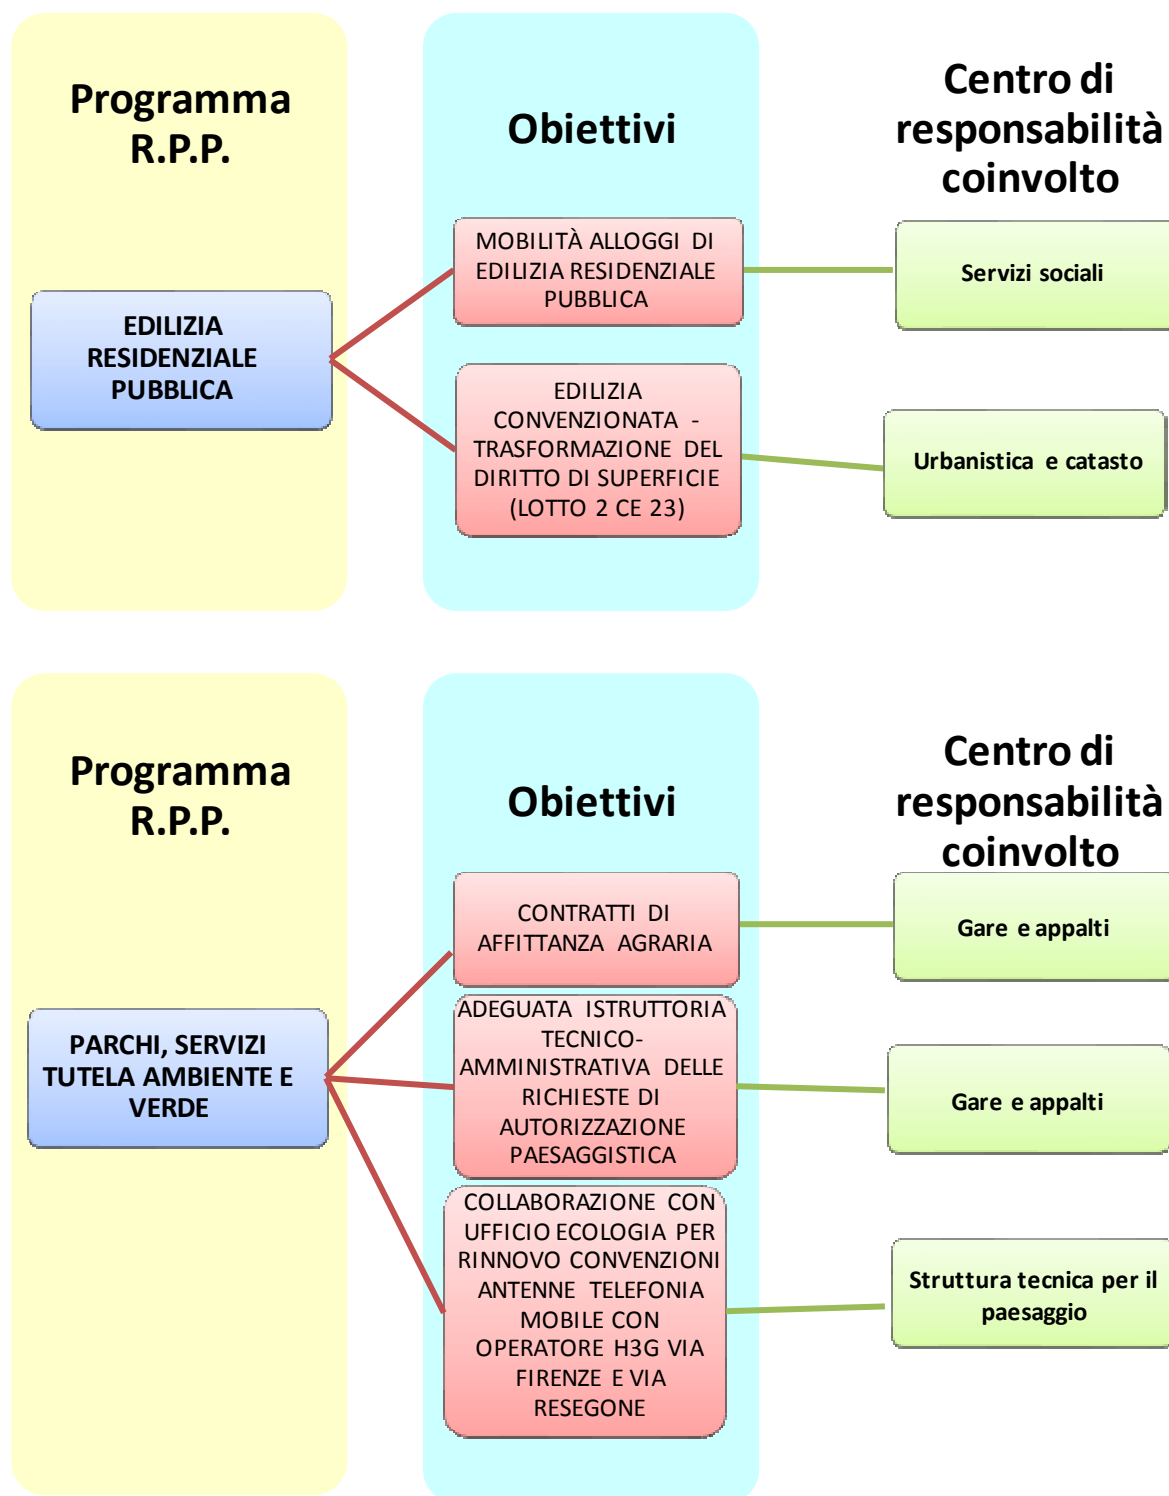 Programma
R.P.P.
Obiettivi
Centro di
responsabilità
coinvolto
EDILIZIA
RESIDENZIALE
PUBBLICA
MOBILITÀ ALLOGGI DI
EDILIZIA RESIDENZIALE
PUBBLICA
Servizi sociali
EDILIZIA
CONVENZIONATA -
TRASFORMAZIONE DEL
DIRITTO DI SUPERFICIE
(LOTTO 2 CE 23)
Urbanistica e catasto
Programma
R.P.P.
Obiettivi
Centro di
responsabilità
coinvolto
PARCHI, SERVIZI
TUTELA AMBIENTE E
VERDE
CONTRATTI DI
AFFITTANZA AGRARIA
Gare e appalti
ADEGUATA ISTRUTTORIA
TECNICO-
AMMINISTRATIVA DELLE
RICHIESTE DI
AUTORIZZAZIONE
PAESAGGISTICA
Gare e appalti
COLLABORAZIONE CON
UFFICIO ECOLOGIA PER
RINNOVO CONVENZIONI
ANTENNE TELEFONIA
MOBILE CON
OPERATORE H3G VIA
FIRENZE E VIA
RESEGONE
Struttura tecnica per il
paesaggio